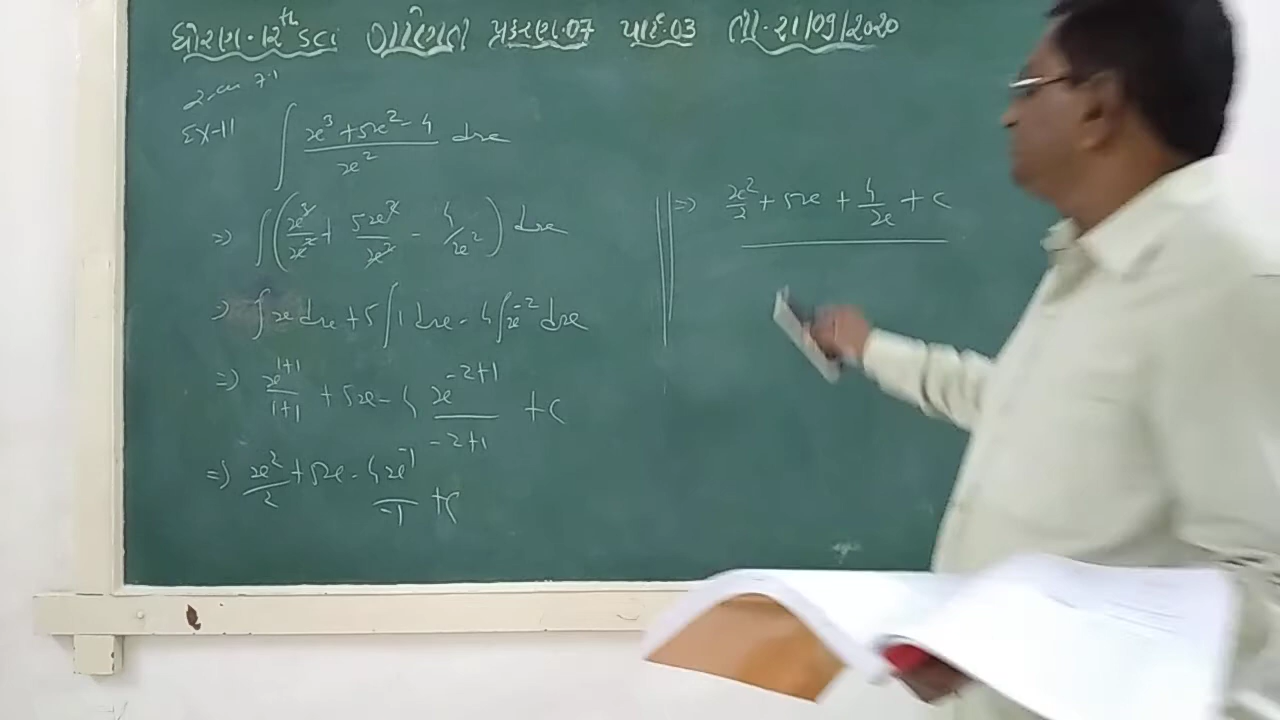 ધોરણ.12th Sci ગણિત પ્રકરણ.07 પાર્ટ.03 તા.21/09/2020
7.1
EX-11 ∫ (x³ + 5x² - 4)/x² dx
⇒ ∫ (x³/x² + 5x²/x² - 4/x²) dx
⇒ ∫ x dx + 5 ∫ 1 dx - 4 ∫ x⁻² dx
⇒ x¹⁺¹/1+1 + 5x - 4 x⁻²⁺¹/-2+1 + C
⇒ x²/2 + 5x - 4x⁻¹/-1 + C
⇒ x²/2 + 5x + 4/x + C